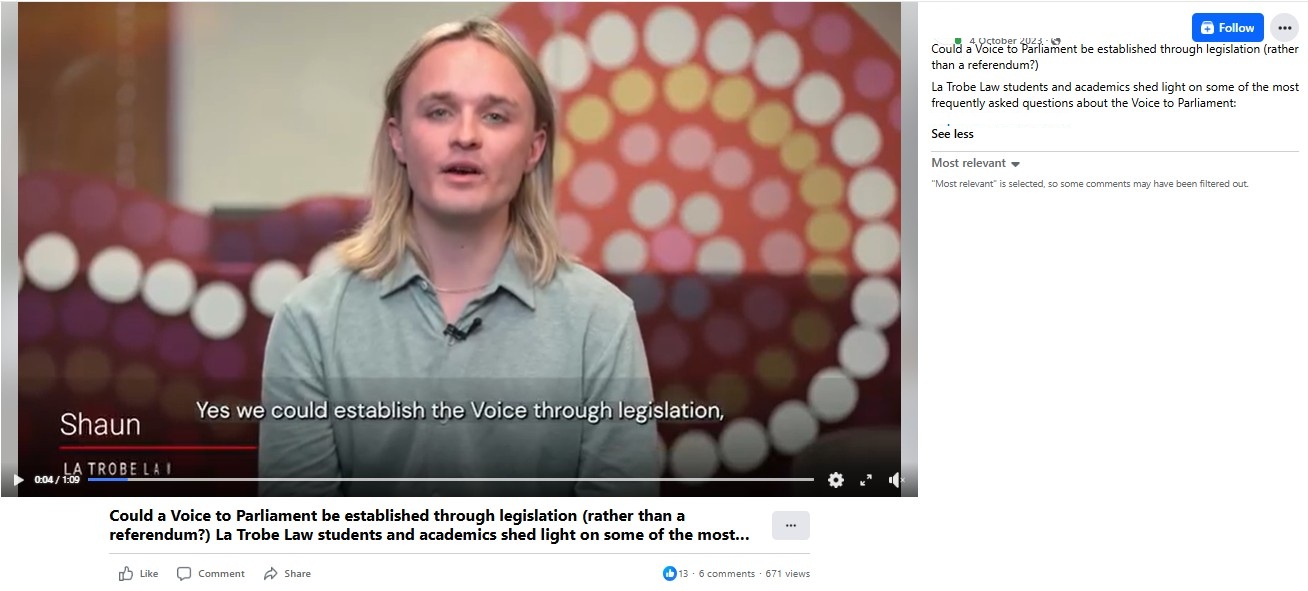 Shaun
Yes we could establish the Voice through legislation,
LA TROBE LA
0:04 / 1:09
Could a Voice to Parliament be established through legislation (rather than a
referendum?) La Trobe Law students and academics shed light on some of the most...
Like
Comment
Share
13 · 6 comments · 671 views
Follow
4 October 2023 ·
Could a Voice to Parliament be established through legislation (rather
than a referendum?)
La Trobe Law students and academics shed light on some of the most
frequently asked questions about the Voice to Parliament:
See less
Most relevant
"Most relevant" is selected, so some comments may have been filtered out.